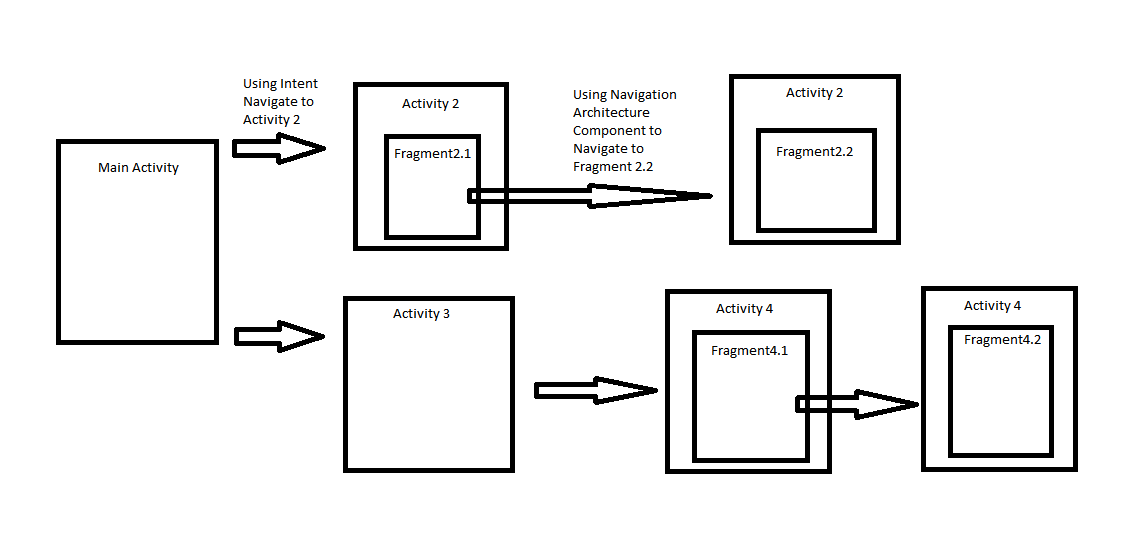 Using Intent
Navigate to
Activity 2
Activity 2
Fragment2.1
Using Navigation
Architecture
Component to
Navigate to
Fragment 2.2
Activity 2
Fragment2.2
Main Activity
Activity 3
Activity 4
Fragment4.1
Activity 4
Fragment4.2